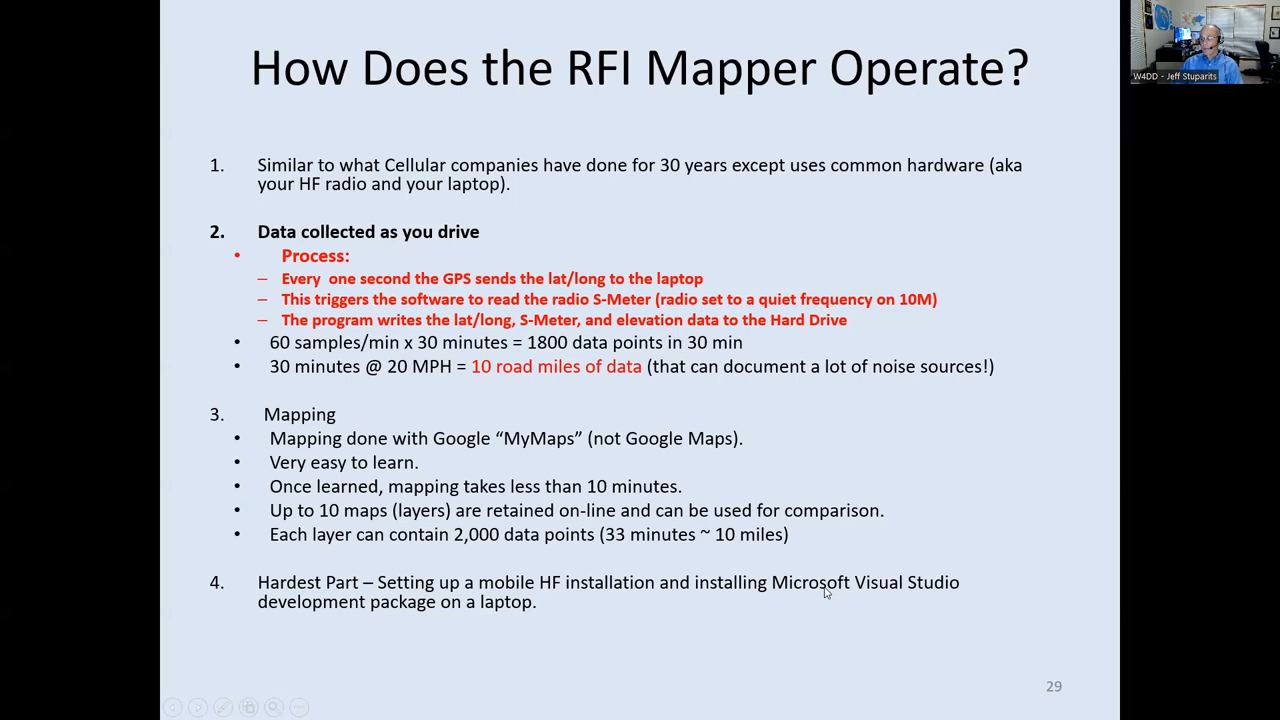 How Does the RFI Mapper Operate?
W4DD - Jeff Stuparits
1. Similar to what Cellular companies have done for 30 years except uses common hardware (aka
your HF radio and your laptop).
2. Data collected as you drive
• Process:
– Every one second the GPS sends the lat/long to the laptop
– This triggers the software to read the radio S-Meter (radio set to a quiet frequency on 10M)
– The program writes the lat/long, S-Meter, and elevation data to the Hard Drive
• 60 samples/min x 30 minutes = 1800 data points in 30 min
• 30 minutes @ 20 MPH = 10 road miles of data (that can document a lot of noise sources!)
3. Mapping
• Mapping done with Google “MyMaps” (not Google Maps).
• Very easy to learn.
• Once learned, mapping takes less than 10 minutes.
• Up to 10 maps (layers) are retained on-line and can be used for comparison.
• Each layer can contain 2,000 data points (33 minutes ~ 10 miles)
4. Hardest Part – Setting up a mobile HF installation and installing Microsoft Visual Studio
development package on a laptop.
29